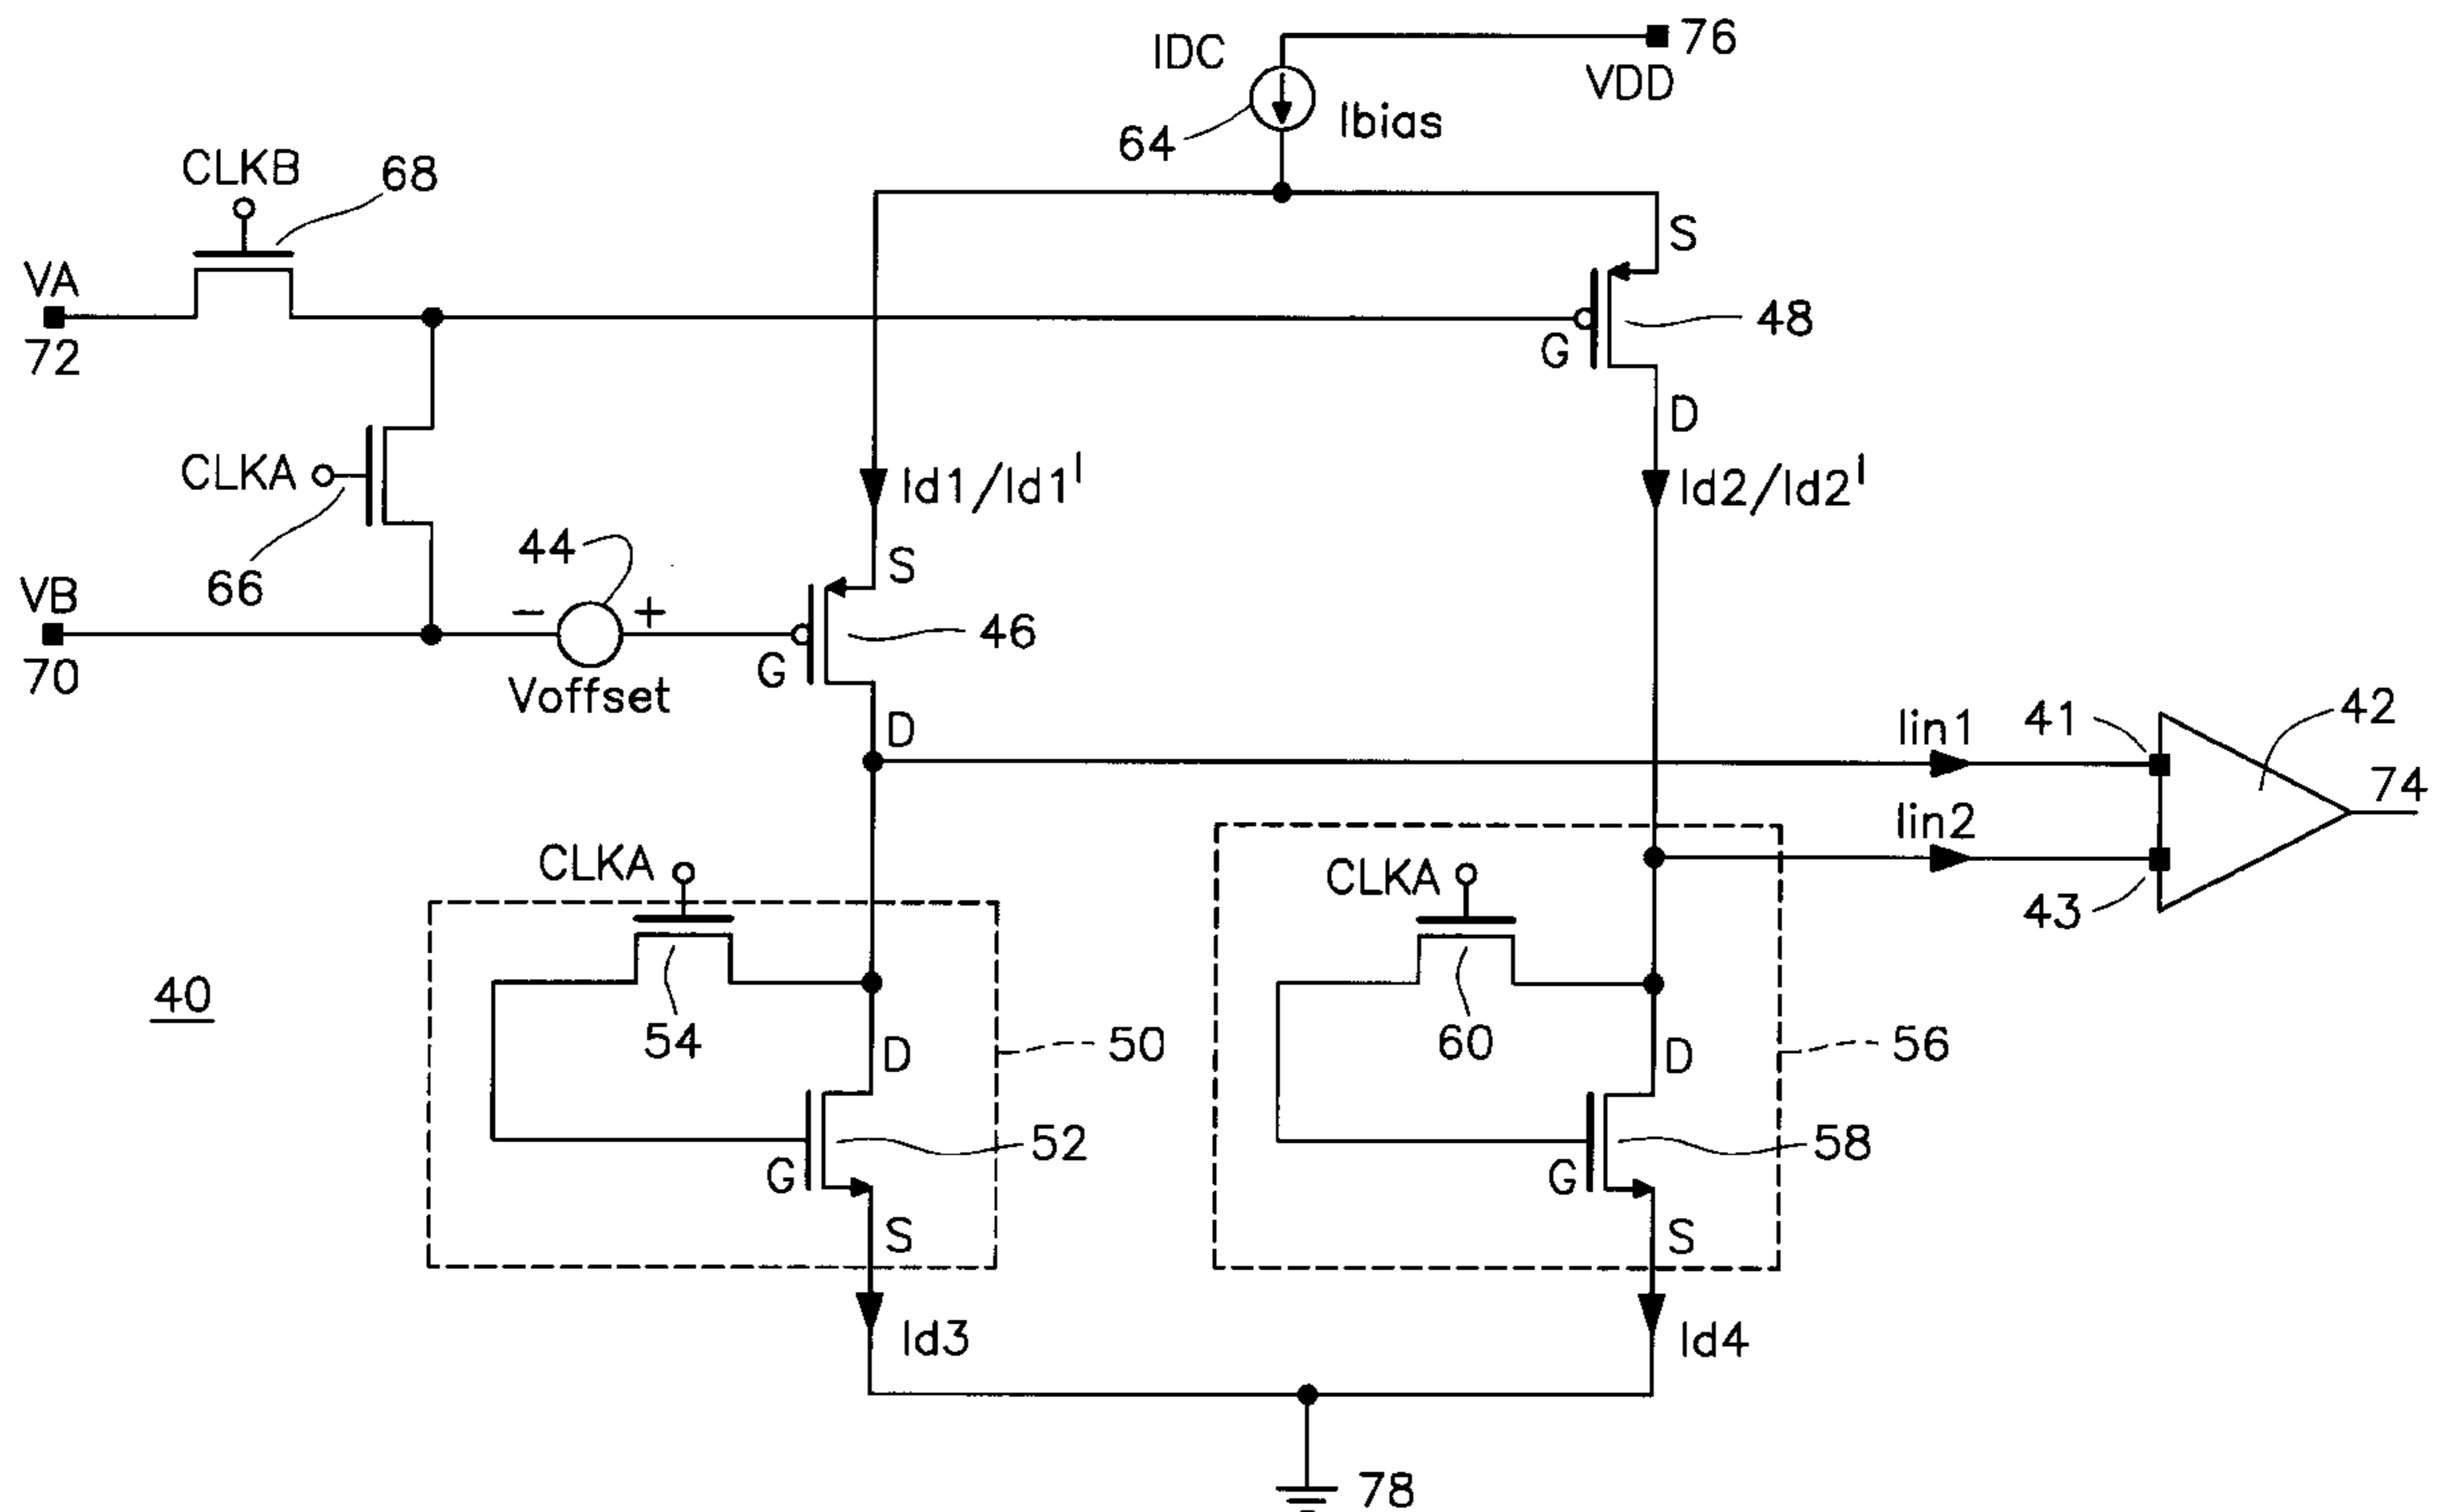 IDC
76
VDD
64
Ibias
CLKB
68
S
VA
72
G
48
D
CLKA
66
Id1/Id1'
Id2/Id2'
44
S
VB
70
- +
46
G
Voffset
D
Iin1
41
42
74
Iin2
43
CLKA
CLKA
40
54
50
60
56
D
D
52
58
G
G
S
S
Id3
Id4
78